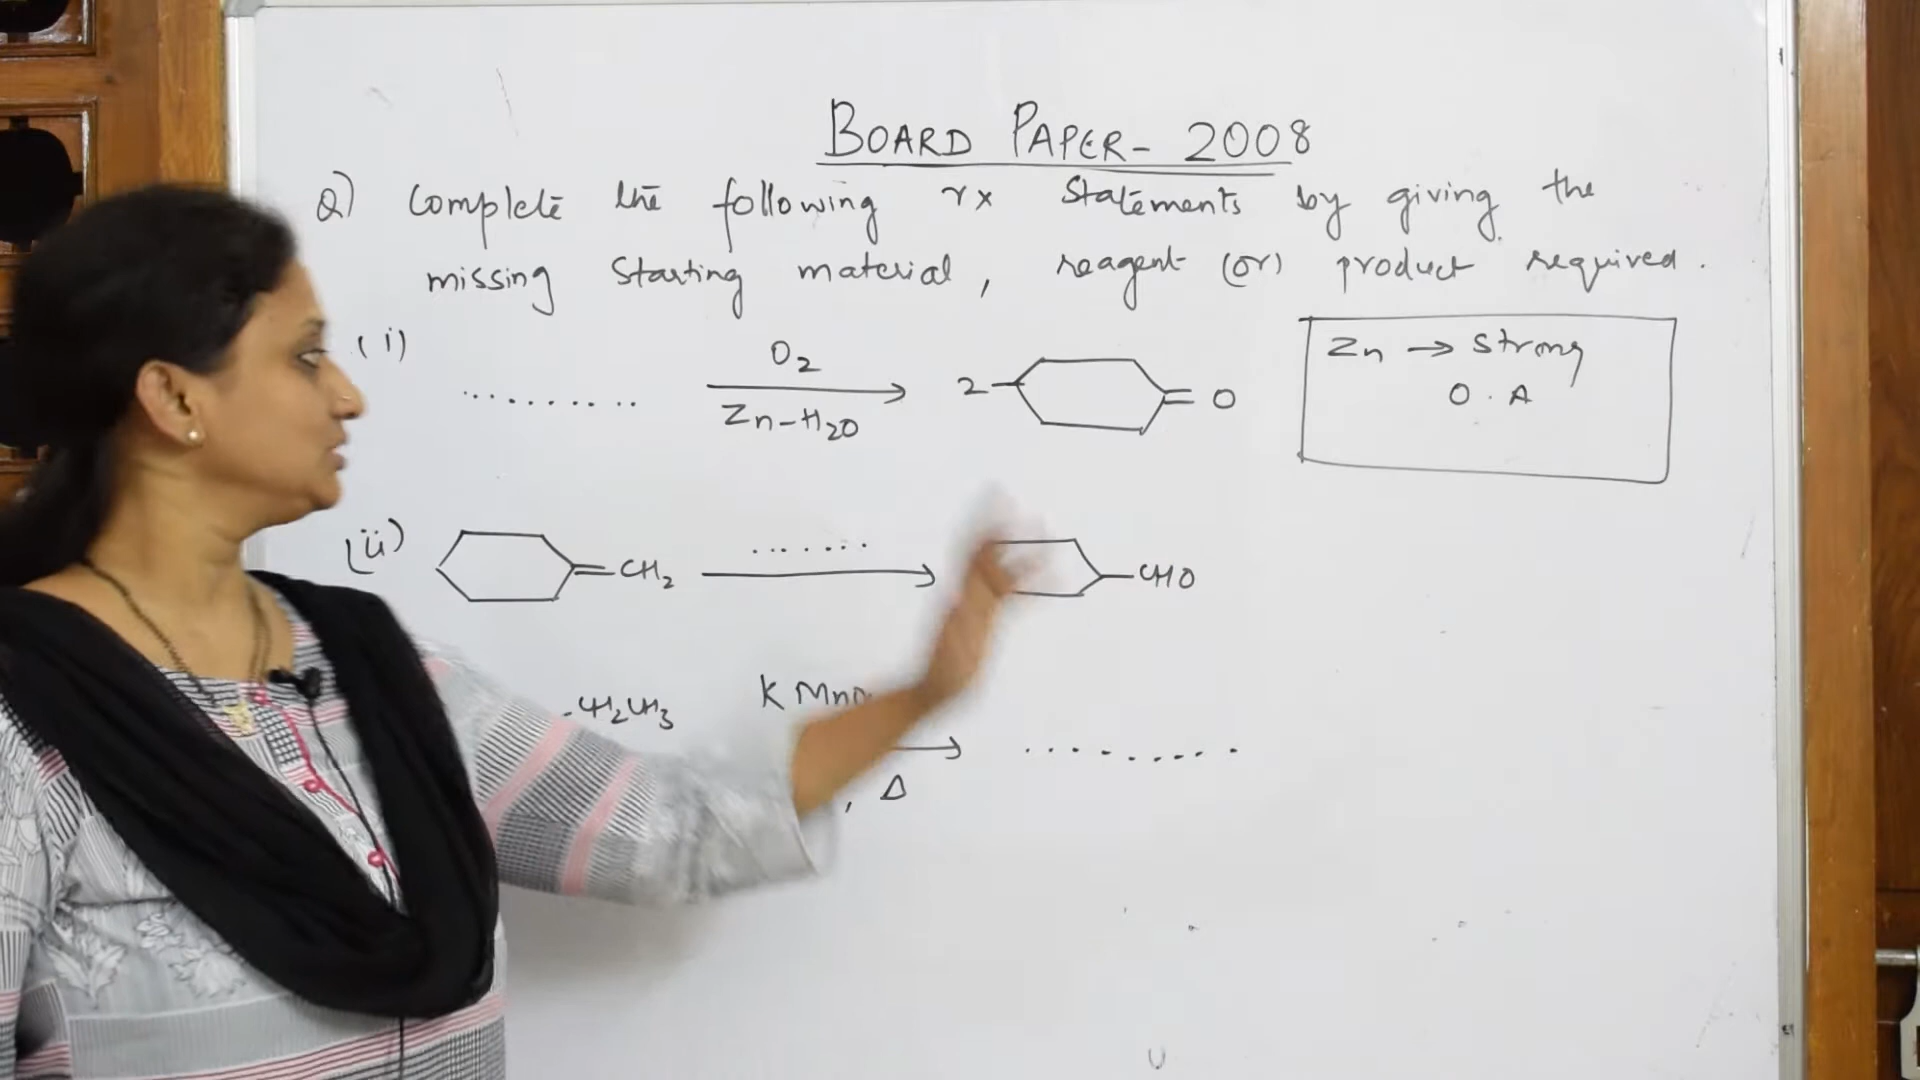 BOARD PAPER - 2008
Q) Complete the following rx statements by giving the
missing starting material, reagent (or) product required.
(i) .......... O2 Zn-H2O 2 =O
Zn → strong
O.A
(ii) =CH2 ....... -CHO
-CH2CH3 KMn
, Δ ..........